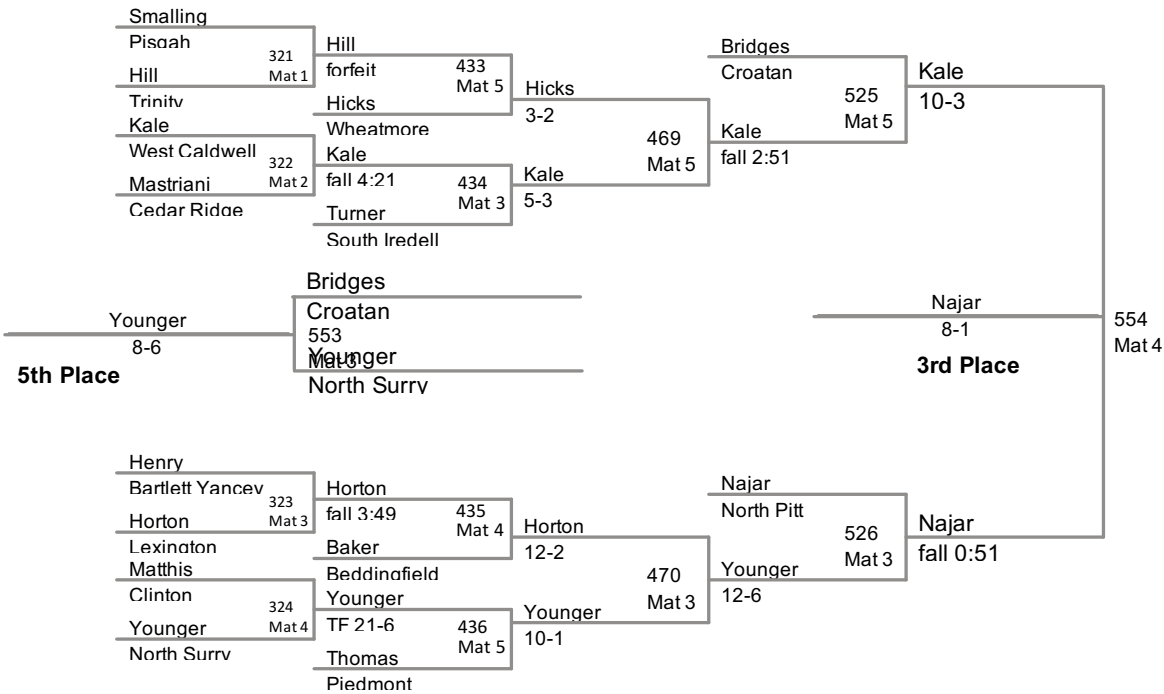 Smalling
Pisgah
321
Mat 1
Hill
Trinity
Hill
forfeit
433
Mat 5
Hicks
Wheatmore
Hicks
3-2
Kale
West Caldwell
322
Mat 2
Mastriani
Cedar Ridge
Kale
fall 4:21
434
Mat 3
Turner
South Iredell
Kale
5-3
469
Mat 5
Bridges
Croatan
525
Mat 5
Kale
fall 2:51
Kale
10-3
Bridges
Croatan
553
Mat 3
Younger
North Surry
Younger
8-6
5th Place
Najar
8-1
3rd Place
554
Mat 4
Henry
Bartlett Yancey
323
Mat 3
Horton
Lexington
Horton
fall 3:49
435
Mat 4
Baker
Beddingfield
Horton
12-2
Matthis
Clinton
324
Mat 4
Younger
North Surry
Younger
TF 21-6
436
Mat 5
Thomas
Piedmont
Younger
10-1
470
Mat 3
Najar
North Pitt
526
Mat 3
Younger
12-6
Najar
fall 0:51